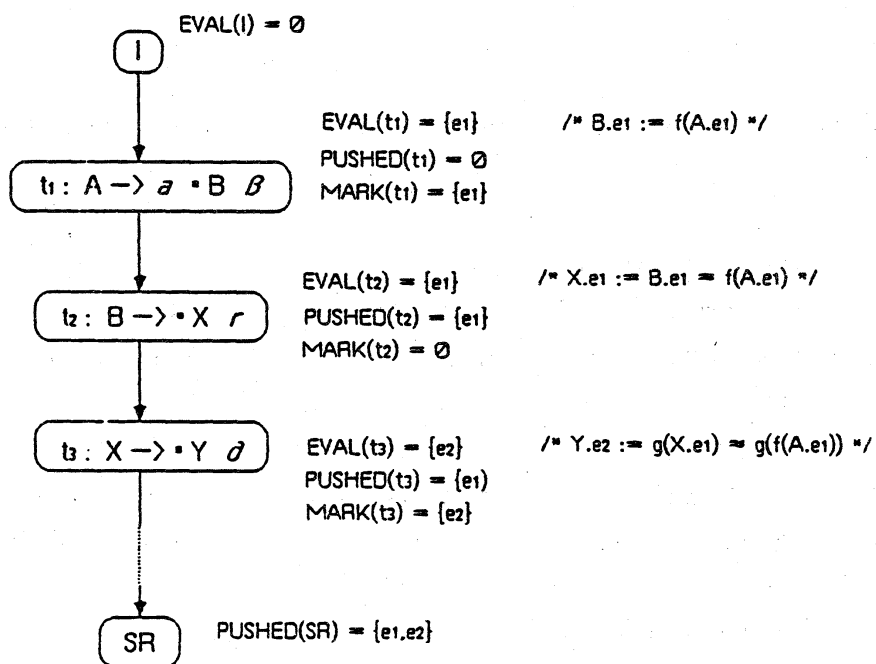 EVAL(I) = ∅
I
EVAL(t1) = {e1} /* B.e1 := f(A.e1) */
PUSHED(t1) = ∅
t1 : A —> a • B β
MARK(t1) = {e1}
EVAL(t2) = {e1} /* X.e1 := B.e1 = f(A.e1) */
t2 : B —> • X r
PUSHED(t2) = {e1}
MARK(t2) = ∅
t3 : X —> • Y ∂
EVAL(t3) = {e2} /* Y.e2 := g(X.e1) = g(f(A.e1)) */
PUSHED(t3) = {e1}
MARK(t3) = {e2}
SR
PUSHED(SR) = {e1,e2}